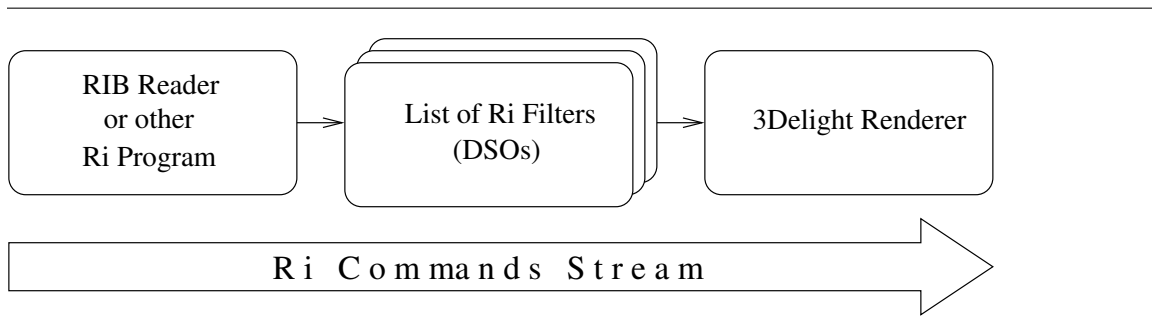 RIB Reader
or other
Ri Program
List of Ri Filters
(DSOs)
3Delight Renderer
Ri Commands Stream